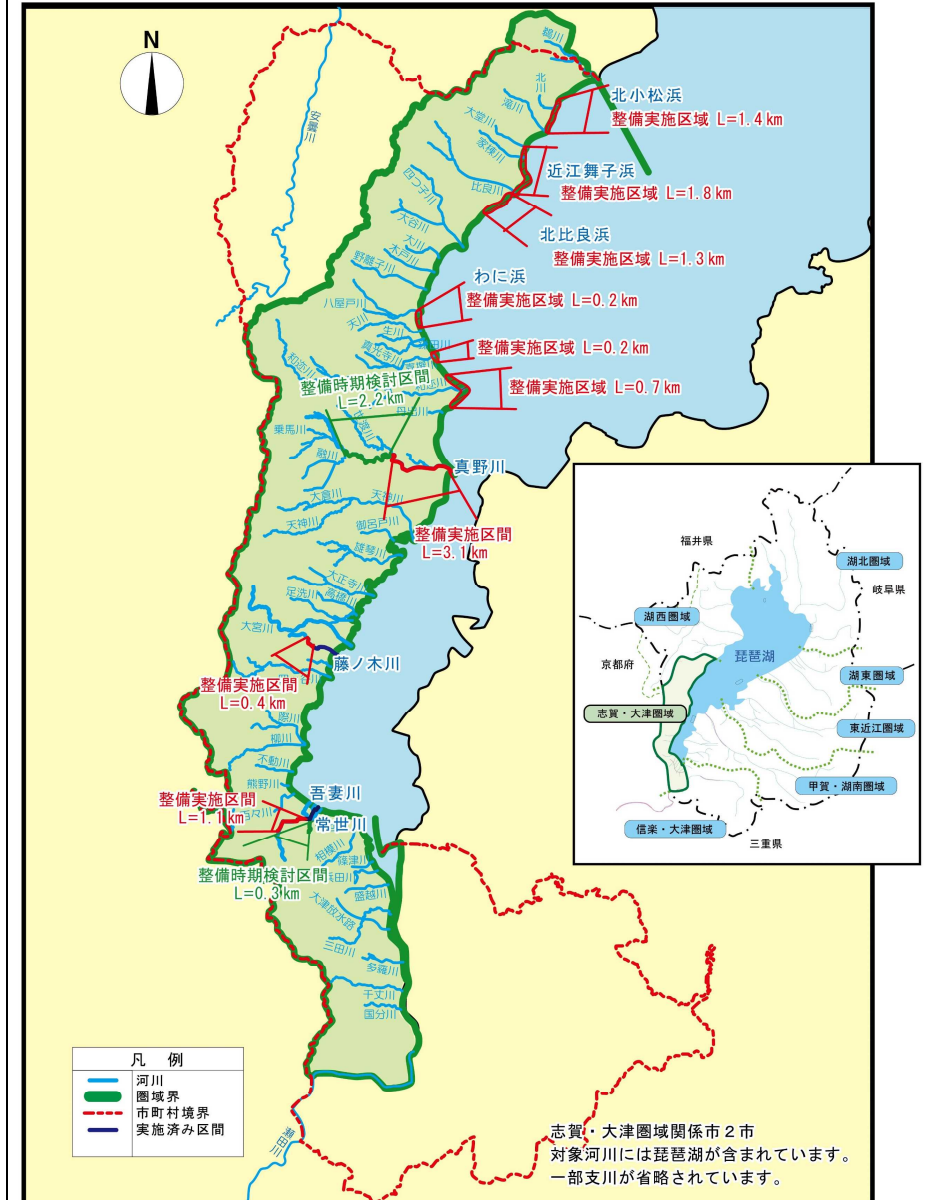 N
鵜川
北川
滝川
大堂川
家棟川
比良川
安曇川
四つ子川
大谷川
大川
木戸川
野離子川
八屋戸川
天川
生川
真光寺川
和迩川
丹出川
乗馬川
融川
大倉川
天神川
天神川
御呂戸川
雄琴川
大正寺川
足洗川
高橋川
大宮川
際川
柳川
不動川
熊野川
相模川
篠津川
盛越川
大津放水路
三田川
多羅川
千丈川
国分川
瀬田川
北小松浜
整備実施区域 L=1.4km
近江舞子浜
整備実施区域 L=1.8km
北比良浜
整備実施区域 L=1.3km
わに浜
整備実施区域 L=0.2km
整備実施区域 L=0.2km
整備実施区域 L=0.7km
整備時期検討区間
L=2.2km
真野川
整備実施区間
L=3.1km
藤ノ木川
整備実施区間
L=0.4km
吾妻川
整備実施区間
L=1.1km
常世川
整備時期検討区間
L=0.3km
福井県
湖北圏域
岐阜県
湖西圏域
京都府
琵琶湖
湖東圏域
志賀・大津圏域
東近江圏域
甲賀・湖南圏域
信楽・大津圏域
三重県
凡 例
河川
圏域界
市町村境界
実施済み区間
志賀・大津圏域関係市2市
対象河川には琵琶湖が含まれています。
一部支川が省略されています。